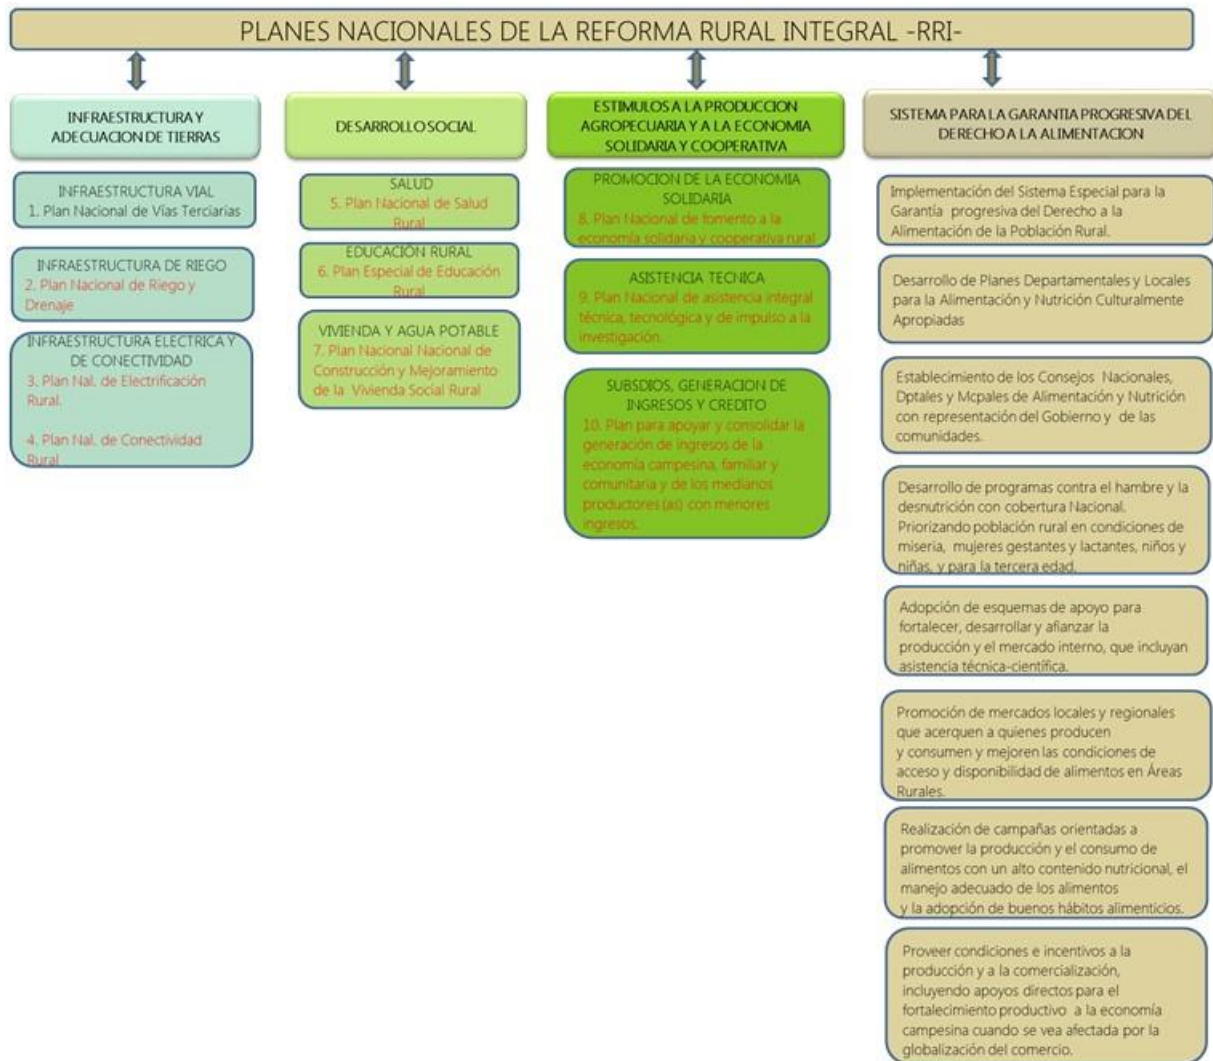 PLANES NACIONALES DE LA REFORMA RURAL INTEGRAL -RRI-
INFRAESTRUCTURA Y
ADECUACION DE TIERRAS
INFRAESTRUCTURA VIAL
1. Plan Nacional de Vías Terciarias
INFRAESTRUCTURA DE RIEGO
2. Plan Nacional de Riego y
Drenaje
INFRAESTRUCTURA ELECTRICA Y
DE CONECTIVIDAD
3. Plan Nal. de Electrificación
Rural.
4. Plan Nal. de Conectividad
Rural
DESARROLLO SOCIAL
SALUD
5. Plan Nacional de Salud
Rural
EDUCACIÓN RURAL
6. Plan Especial de Educación
Rural
VIVIENDA Y AGUA POTABLE
7. Plan Nacional Nacional de
Construcción y Mejoramiento
de la Vivienda Social Rural
ESTIMULOS A LA PRODUCCION
AGROPECUARIA Y A LA ECONOMIA
SOLIDARIA Y COOPERATIVA
PROMOCION DE LA ECONOMIA
SOLIDARIA
8. Plan Nacional de fomento a la
economía solidaria y cooperativa rural
ASISTENCIA TECNICA
9. Plan Nacional de asistencia integral
técnica, tecnológica y de impulso a la
investigación.
SUBSDIOS, GENERACION DE
INGRESOS Y CREDITO
10. Plan para apoyar y consolidar la
generación de ingresos de la
economía campesina, familiar y
comunitaria y de los medianos
productores (as) con menores
ingresos.
SISTEMA PARA LA GARANTIA PROGRESIVA DEL
DERECHO A LA ALIMENTACION
Implementación del Sistema Especial para la
Garantía progresiva del Derecho a la
Alimentación de la Población Rural.
Desarrollo de Planes Departamentales y Locales
para la Alimentación y Nutrición Culturalmente
Apropiadas
Establecimiento de los Consejos Nacionales,
Dptales y Mcpales de Alimentación y Nutrición
con representación del Gobierno y de las
comunidades.
Desarrollo de programas contra el hambre y la
desnutrición con cobertura Nacional.
Priorizando población rural en condiciones de
miseria, mujeres gestantes y lactantes, niños y
niñas, y para la tercera edad.
Adopción de esquemas de apoyo para
fortalecer, desarrollar y afianzar la
producción y el mercado interno, que incluyan
asistencia técnica-científica.
Promoción de mercados locales y regionales
que acerquen a quienes producen
y consumen y mejoren las condiciones de
acceso y disponibilidad de alimentos en Áreas
Rurales.
Realización de campañas orientadas a
promover la producción y el consumo de
alimentos con un alto contenido nutricional, el
manejo adecuado de los alimentos
y la adopción de buenos hábitos alimenticios.
Proveer condiciones e incentivos a la
producción y a la comercialización,
incluyendo apoyos directos para el
fortalecimiento productivo a la economía
campesina cuando se vea afectada por la
globalización del comercio.